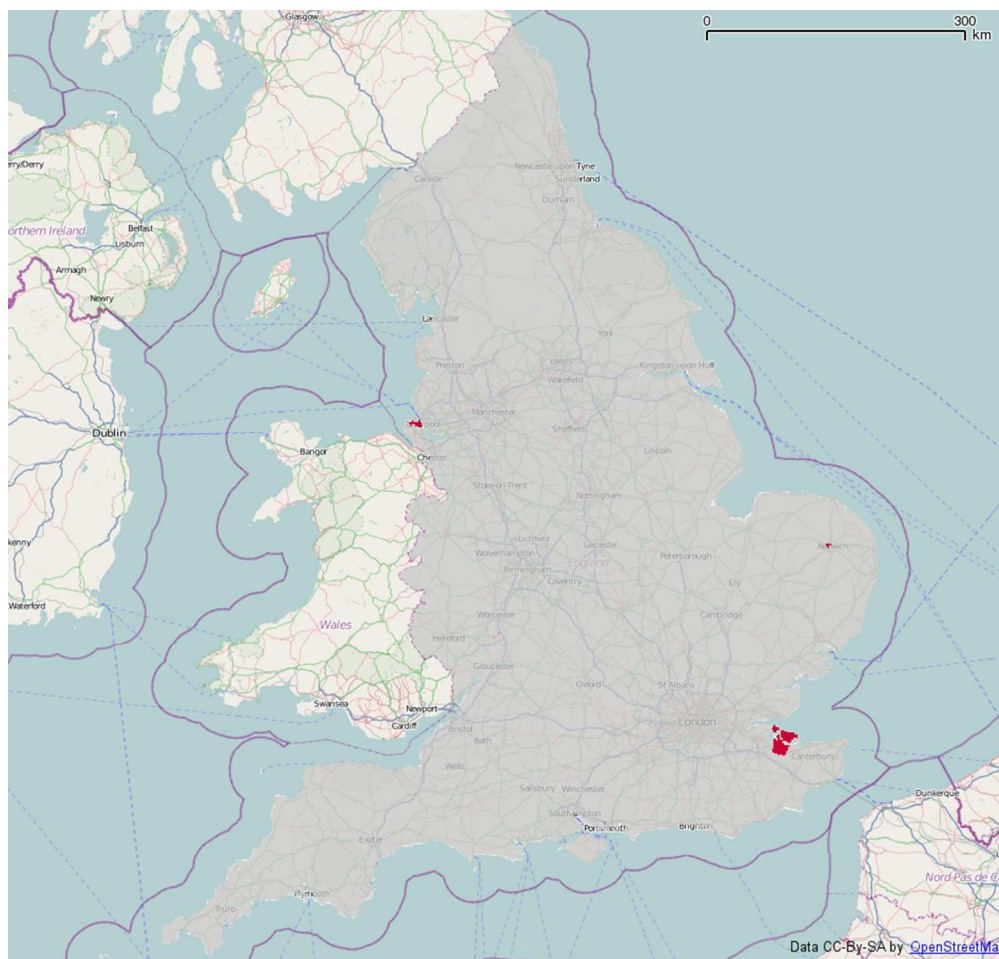 Glasgow
0 300
km
erry/Derry
Newcastle upon Tyne
Carlisle
Sunderland
Durham
Belfast
orthern Ireland
Lisburn
Armagh
Newry
Lancaster
York
Preston
Leeds
Kingston upon Hull
Wakefield
Manchester
Dublin
Sheffield
Bangor
Chester
Lincoln
Stoke-on-Trent
Nottingham
kenny
Lichfield
Leicester
Norwich
Wolverhampton
Peterborough
England
Birmingham
Coventry
Ely
Waterford
Worcester
Cambridge
Wales
Hereford
Gloucester
Oxford
St Albans
Swansea
Newport
London
Cardiff
Bristol
Bath
Canterbury
Wells
Salisbury
Winchester
Dunkerque
Southampton
Portsmouth
Brighton
Exeter
Nord-Pas de C
Plymouth
Truro
Data CC-By-SA by OpenStreetMa